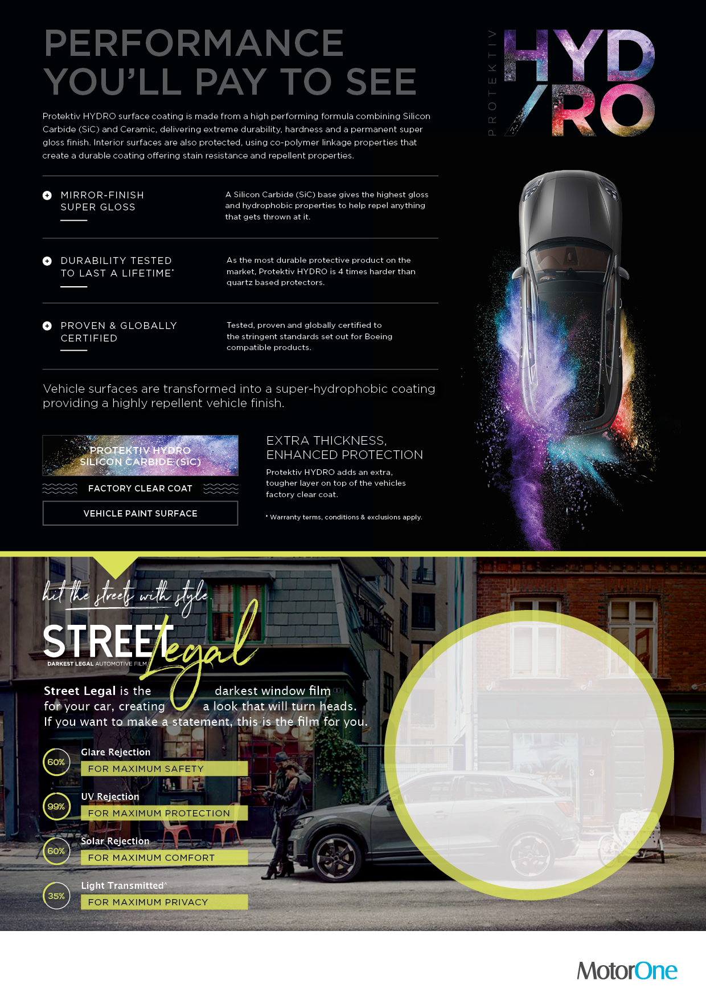 PERFORMANCE
YOU'LL PAY TO SEE
PROTEKTIV
HYD
/RO
Protektiv HYDRO surface coating is made from a high performing formula combining Silicon
Carbide (SiC) and Ceramic, delivering extreme durability, hardness and a permanent super
gloss finish. Interior surfaces are also protected, using co-polymer linkage properties that
create a durable coating offering stain resistance and repellent properties.
MIRROR-FINISH
SUPER GLOSS
A Silicon Carbide (SiC) base gives the highest gloss
and hydrophobic properties to help repel anything
that gets thrown at it.
DURABILITY TESTED
TO LAST A LIFETIME*
As the most durable protective product on the
market, Protektiv HYDRO is 4 times harder than
quartz based protectors.
PROVEN & GLOBALLY
CERTIFIED
Tested, proven and globally certified to
the stringent standards set out for Boeing
compatible products.
Vehicle surfaces are transformed into a super-hydrophobic coating
providing a highly repellent vehicle finish.
PROTEKTIV HYDRO
SILICON CARBIDE (SiC)
FACTORY CLEAR COAT
VEHICLE PAINT SURFACE
EXTRA THICKNESS,
ENHANCED PROTECTION
Protektiv HYDRO adds an extra,
tougher layer on top of the vehicles
factory clear coat.
* Warranty terms, conditions & exclusions apply.
hit the streets with style.
STREET Legal
DARKEST LEGAL AUTOMOTIVE FILM
Street Legal is the darkest window film
for your car, creating a look that will turn heads.
If you want to make a statement, this is the film for you.
60%
Glare Rejection
FOR MAXIMUM SAFETY
99%
UV Rejection
FOR MAXIMUM PROTECTION
60%
Solar Rejection
FOR MAXIMUM COMFORT
35%
Light Transmitted^
FOR MAXIMUM PRIVACY
3
MotorOne